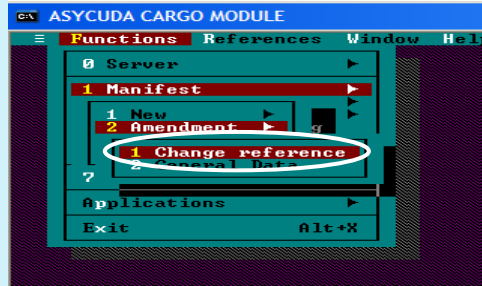 ASYCUDA CARGO MODULE
Functions References Window Hel
0 Server
1 Manifest
1 New
2 Amendment g
1 Change reference
2 General Data
7
Applications
Exit Alt+X